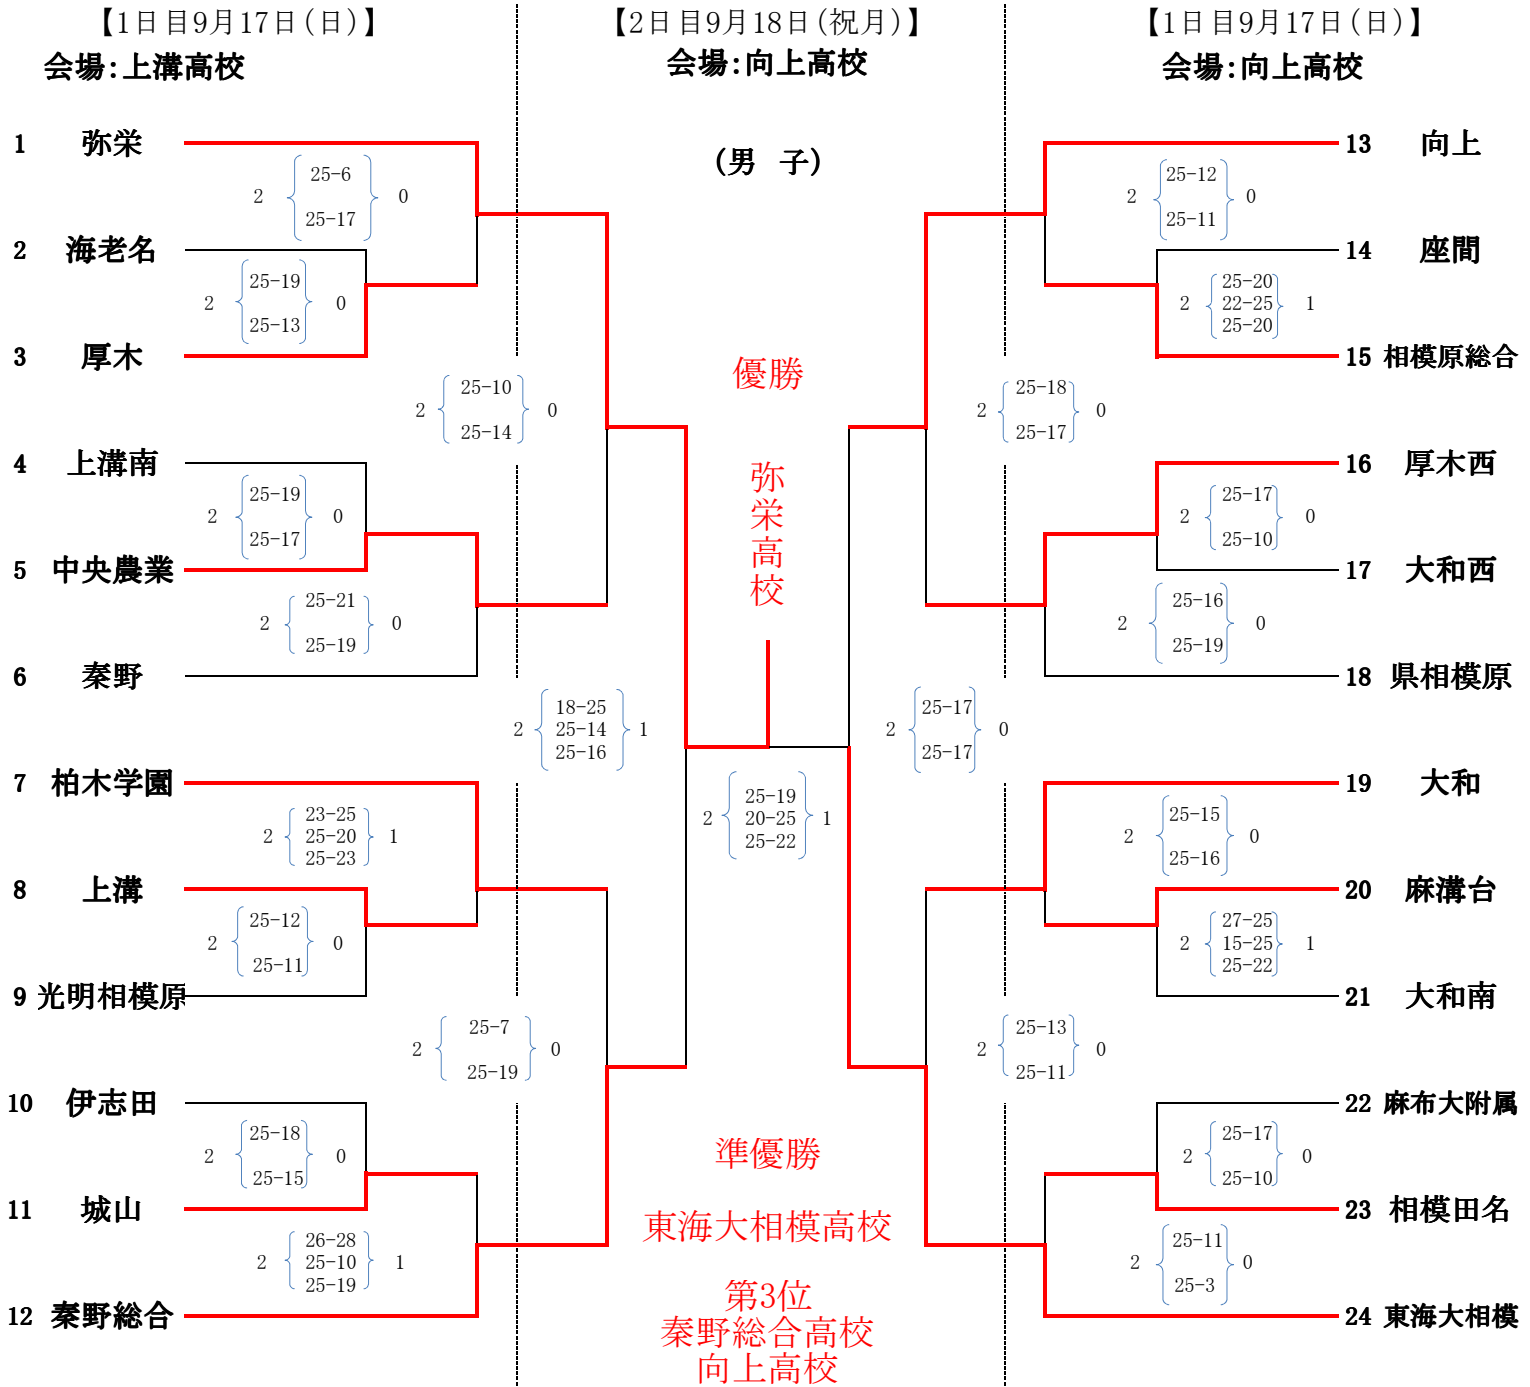 【1日目9月17日(日)】
会場:上溝高校
【2日目9月18日(祝月)】
会場:向上高校
【1日目9月17日(日)】
会場:向上高校
(男 子)
1 弥栄
2 { 25-6 } 0
25-17
2 海老名
2 { 25-19 } 0
25-13
3 厚木
2 { 25-10 } 0
25-14
4 上溝南
2 { 25-19 } 0
25-17
5 中央農業
2 { 25-21 } 0
25-19
6 秦野
2 { 18-25 } 1
25-14
25-16
7 柏木学園
2 { 23-25 } 1
25-20
25-23
8 上溝
2 { 25-12 } 0
25-11
9 光明相模原
2 { 25-7 } 0
25-19
10 伊志田
2 { 25-18 } 0
25-15
11 城山
2 { 26-28 } 1
25-10
25-19
12 秦野総合
優勝
弥栄高校
2 { 25-19 } 1
20-25
25-22
準優勝
東海大相模高校
第3位
秦野総合高校
向上高校
13 向上
2 { 25-12 } 0
25-11
14 座間
2 { 25-20 } 1
22-25
25-20
15 相模原総合
2 { 25-18 } 0
25-17
16 厚木西
2 { 25-17 } 0
25-10
17 大和西
2 { 25-16 } 0
25-19
18 県相模原
2 { 25-17 } 0
25-17
19 大和
2 { 25-15 } 0
25-16
20 麻溝台
2 { 27-25 } 1
15-25
25-22
21 大和南
2 { 25-13 } 0
25-11
22 麻布大附属
2 { 25-17 } 0
25-10
23 相模田名
2 { 25-11 } 0
25-3
24 東海大相模